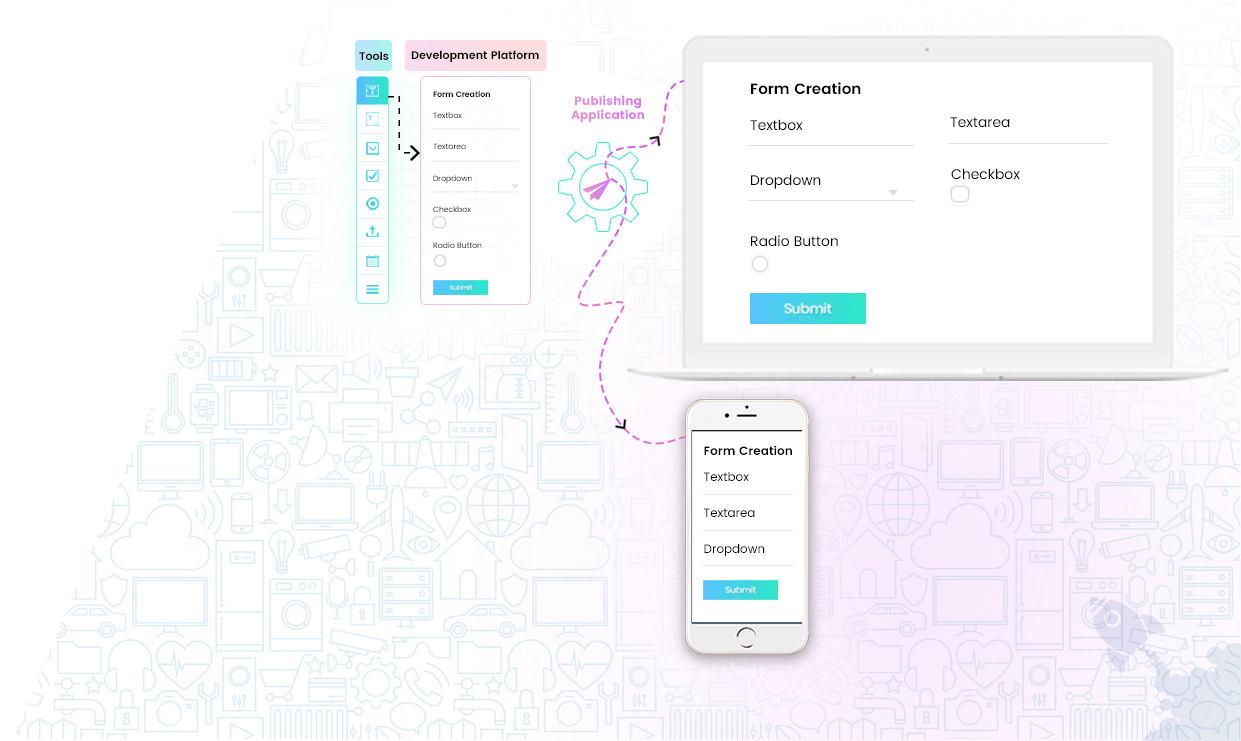 Tools
Development Platform
Form Creation
Textbox
Textarea
Dropdown
Checkbox
Radio Button
Submit
Publishing
Application
Form Creation
Textbox
Textarea
Dropdown
Checkbox
Radio Button
Submit
Form Creation
Textbox
Textarea
Dropdown
Submit